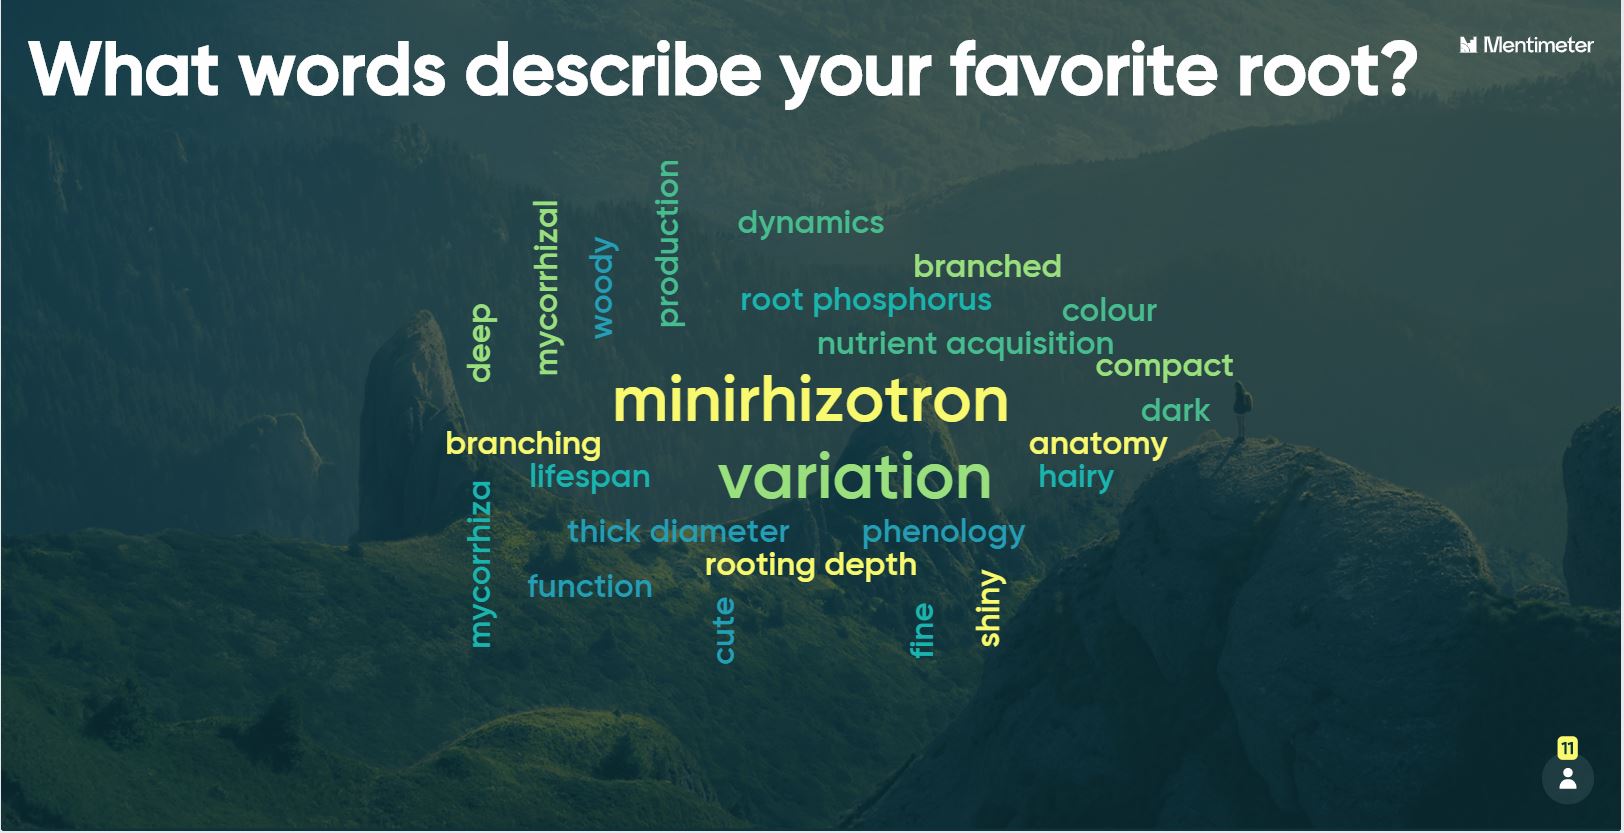 What words describe your favorite root?
Mentimeter
production
dynamics
mycorrhizal
woody
branched
root phosphorus
colour
deep
nutrient acquisition
compact
minirhizotron
dark
branching
anatomy
lifespan
variation
hairy
mycorrhiza
thick diameter
phenology
rooting depth
function
cute
fine
shiny
11